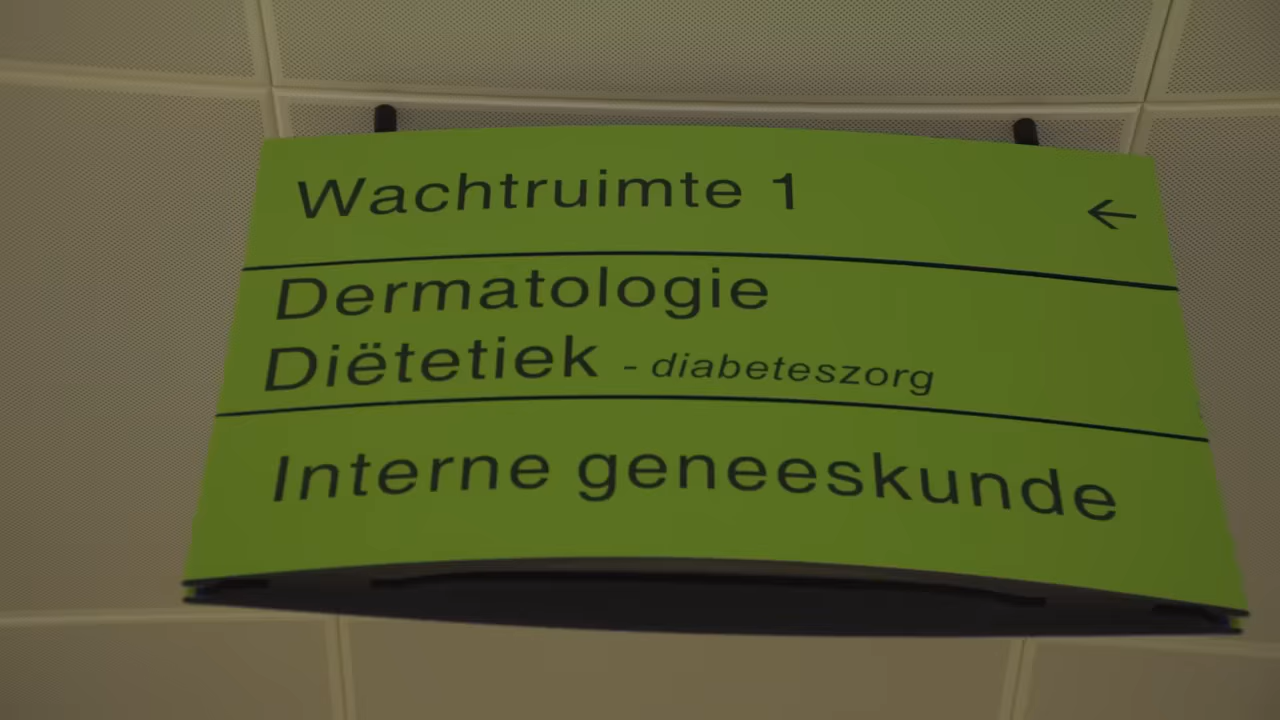 Wachtruimte 1 ←
Dermatologie
Diëtetiek - diabeteszorg
Interne geneeskunde